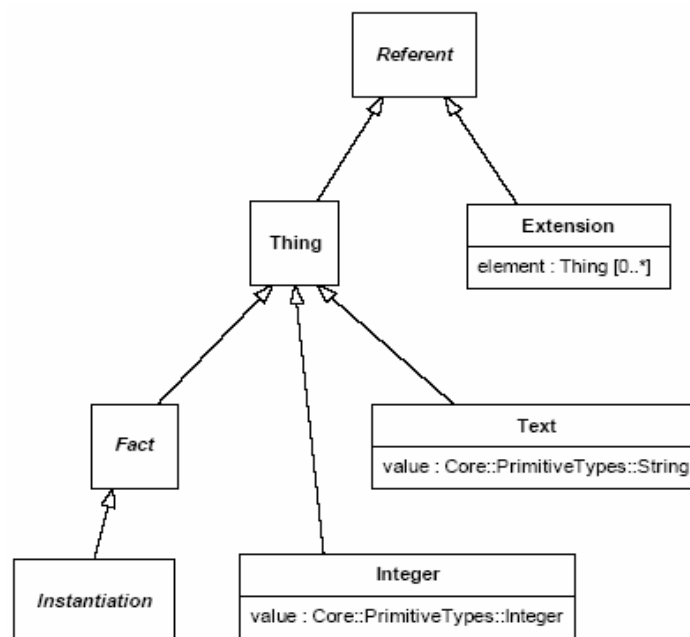 Referent
Thing
Extension
element : Thing [0..*]
Fact
Text
value : Core::PrimitiveTypes::String
Instantiation
Integer
value : Core::PrimitiveTypes::Integer